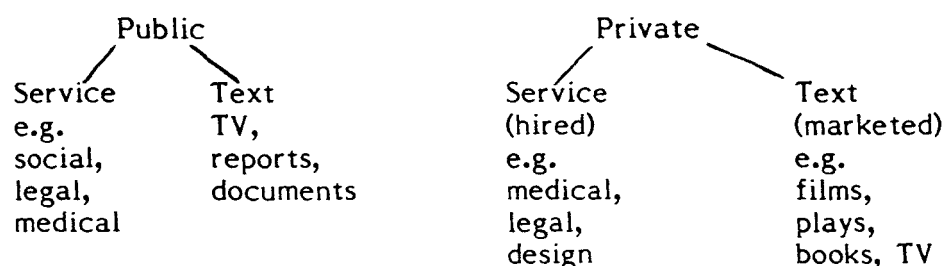 Public Private
Service Text Service Text
e.g. TV, (hired) (marketed)
social, reports, e.g. e.g.
legal, documents medical, films,
medical legal, plays,
design books, TV